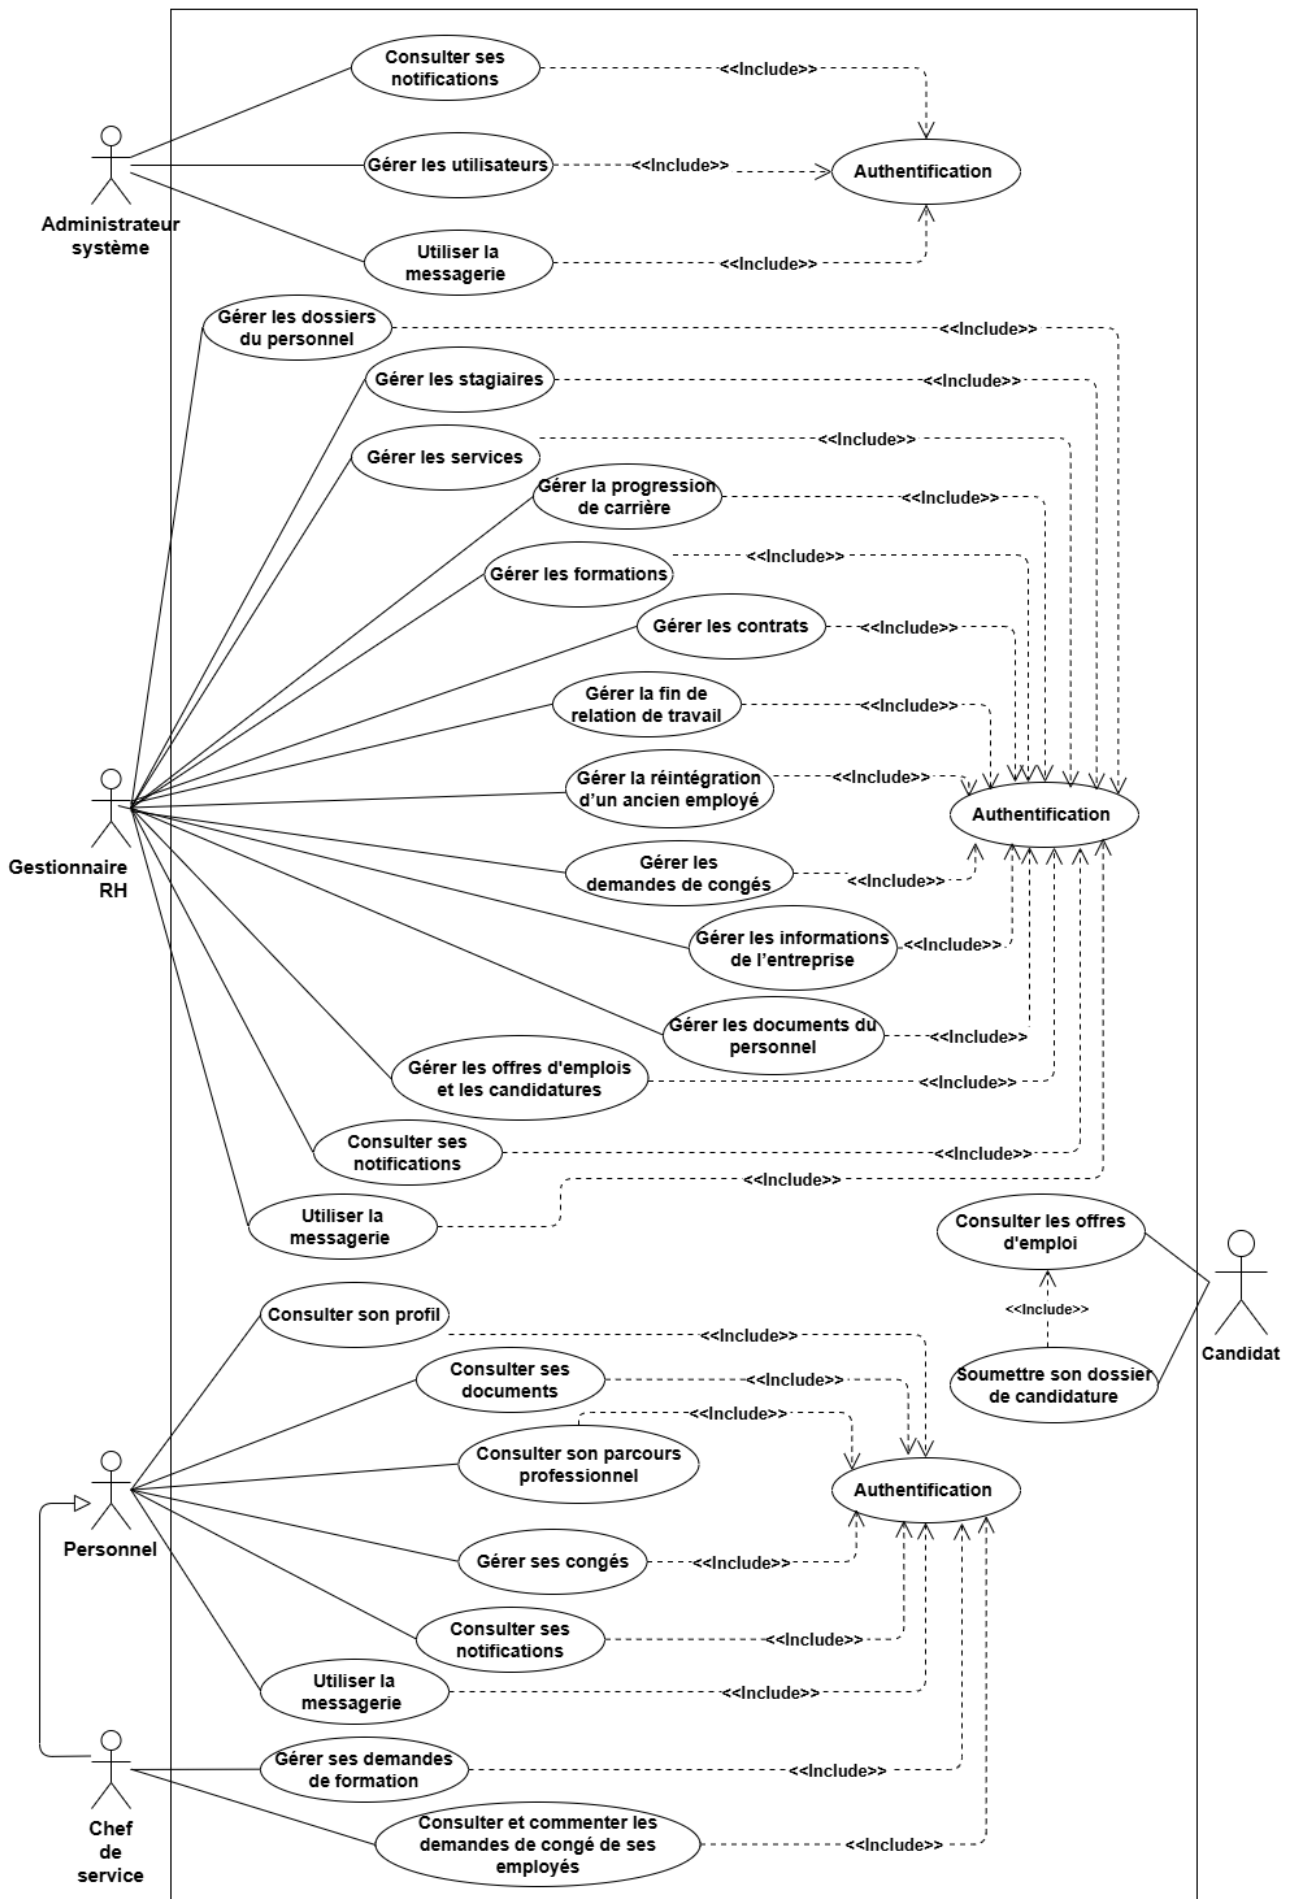 Consulter ses
notifications
<<Include>>
Gérer les utilisateurs
<<Include>>
Authentification
Administrateur
système
Utiliser la
messagerie
<<Include>>
Gérer les dossiers
du personnel
<<Include>>
Gérer les stagiaires
<<Include>>
Gérer les services
<<Include>>
Gérer la progression
de carrière
<<Include>>
Gérer les formations
<<Include>>
Gérer les contrats
<<Include>>
Gérer la fin de
relation de travail
<<Include>>
Gérer la réintégration
d'un ancien employé
<<Include>>
Authentification
Gestionnaire
RH
Gérer les
demandes de congés
<<Include>>
Gérer les informations
de l'entreprise
<<Include>>
Gérer les documents du
personnel
<<Include>>
Gérer les offres d'emplois
et les candidatures
<<Include>>
Consulter ses
notifications
<<Include>>
Utiliser la
messagerie
<<Include>>
Consulter les offres
d'emploi
<<Include>>
Candidat
Soumettre son dossier
de candidature
Consulter son profil
<<Include>>
Consulter ses
documents
<<Include>>
Consulter son parcours
professionnel
<<Include>>
Authentification
Personnel
Gérer ses congés
<<Include>>
Consulter ses
notifications
<<Include>>
Utiliser la
messagerie
<<Include>>
Gérer ses demandes
de formation
<<Include>>
Chef
de
service
Consulter et commenter les
demandes de congé de ses
employés
<<Include>>